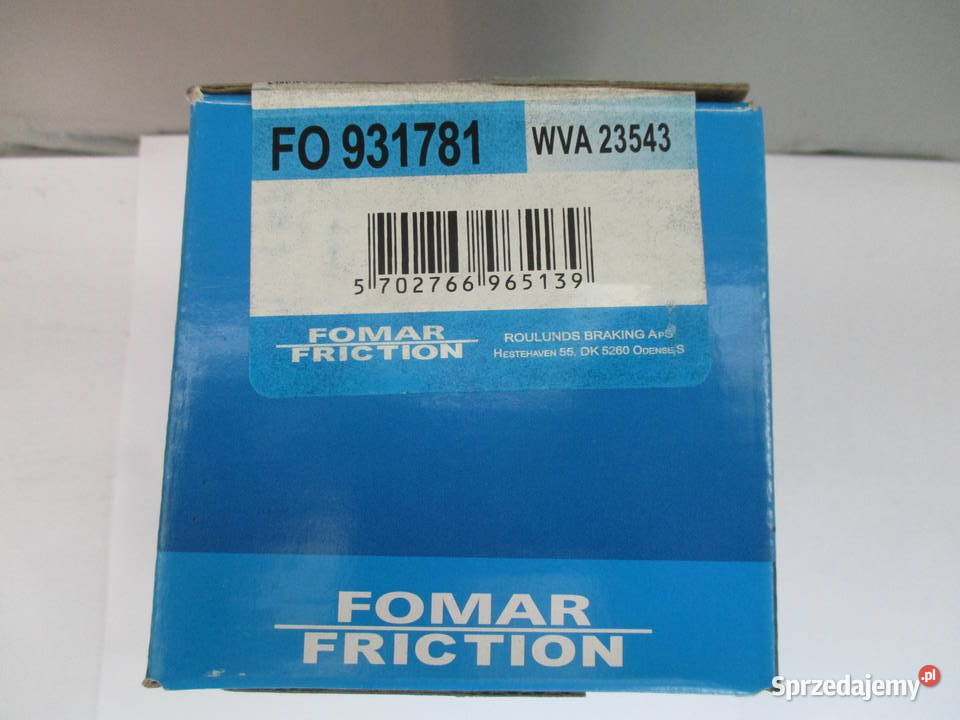 FO 931781 WVA 23543
5 702766 965139
FOMAR
FRICTION
ROULUNDS BRAKING APS
HESTEHAVEN 55, DK 5260 ODENSE S
FOMAR
FRICTION
Sprzedajemy.pl